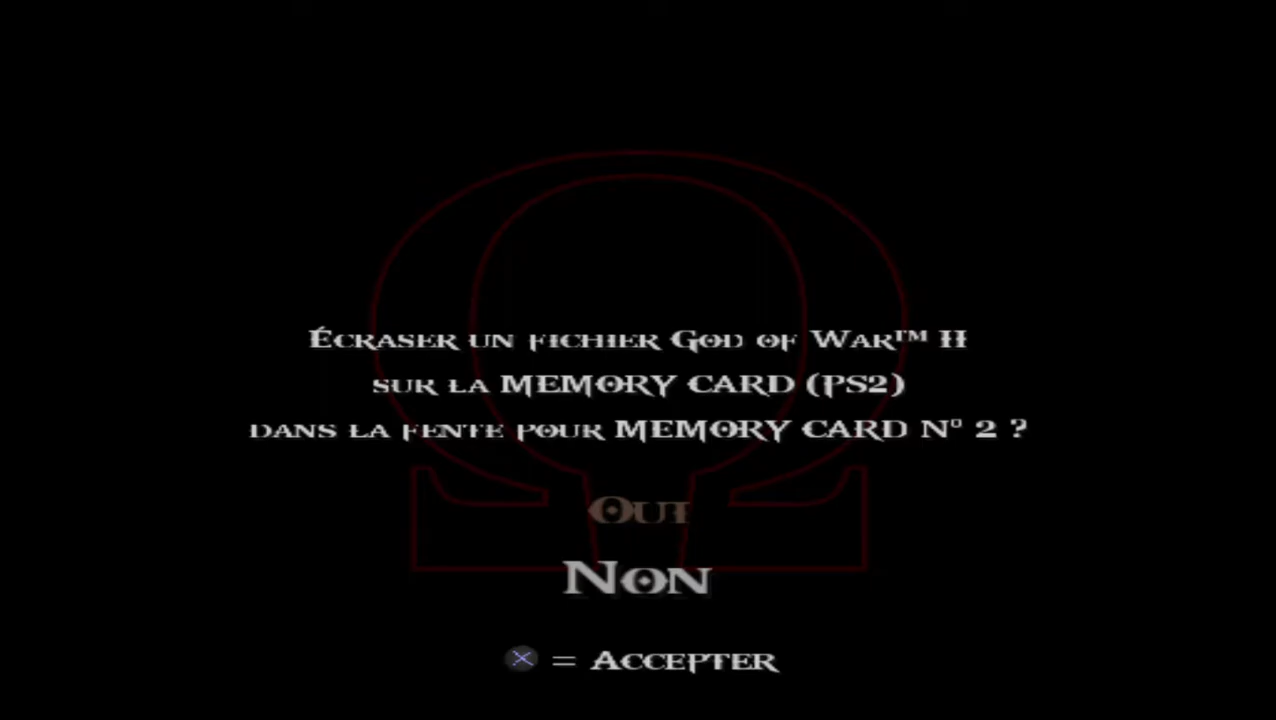 Écraser un fichier God of War™ II
sur la MEMORY CARD (PS2)
dans la fente pour MEMORY CARD N° 2 ?
Oui
Non
= Accepter